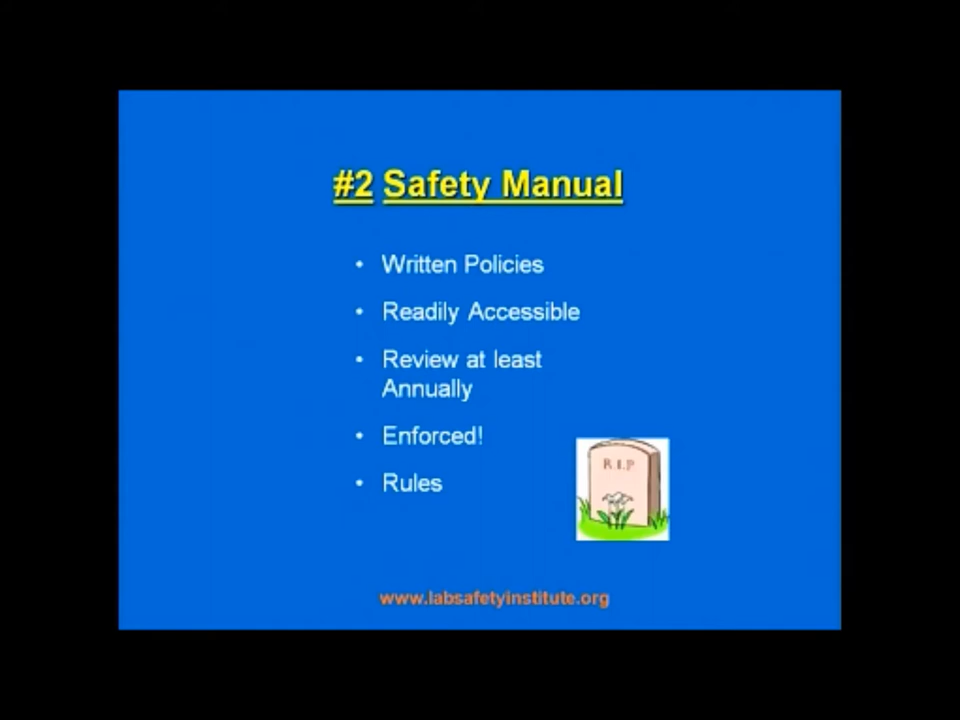 #2 Safety Manual
• Written Policies
• Readily Accessible
• Review at least
Annually
• Enforced!
• Rules
R.I.P
www.labsafetyinstitute.org